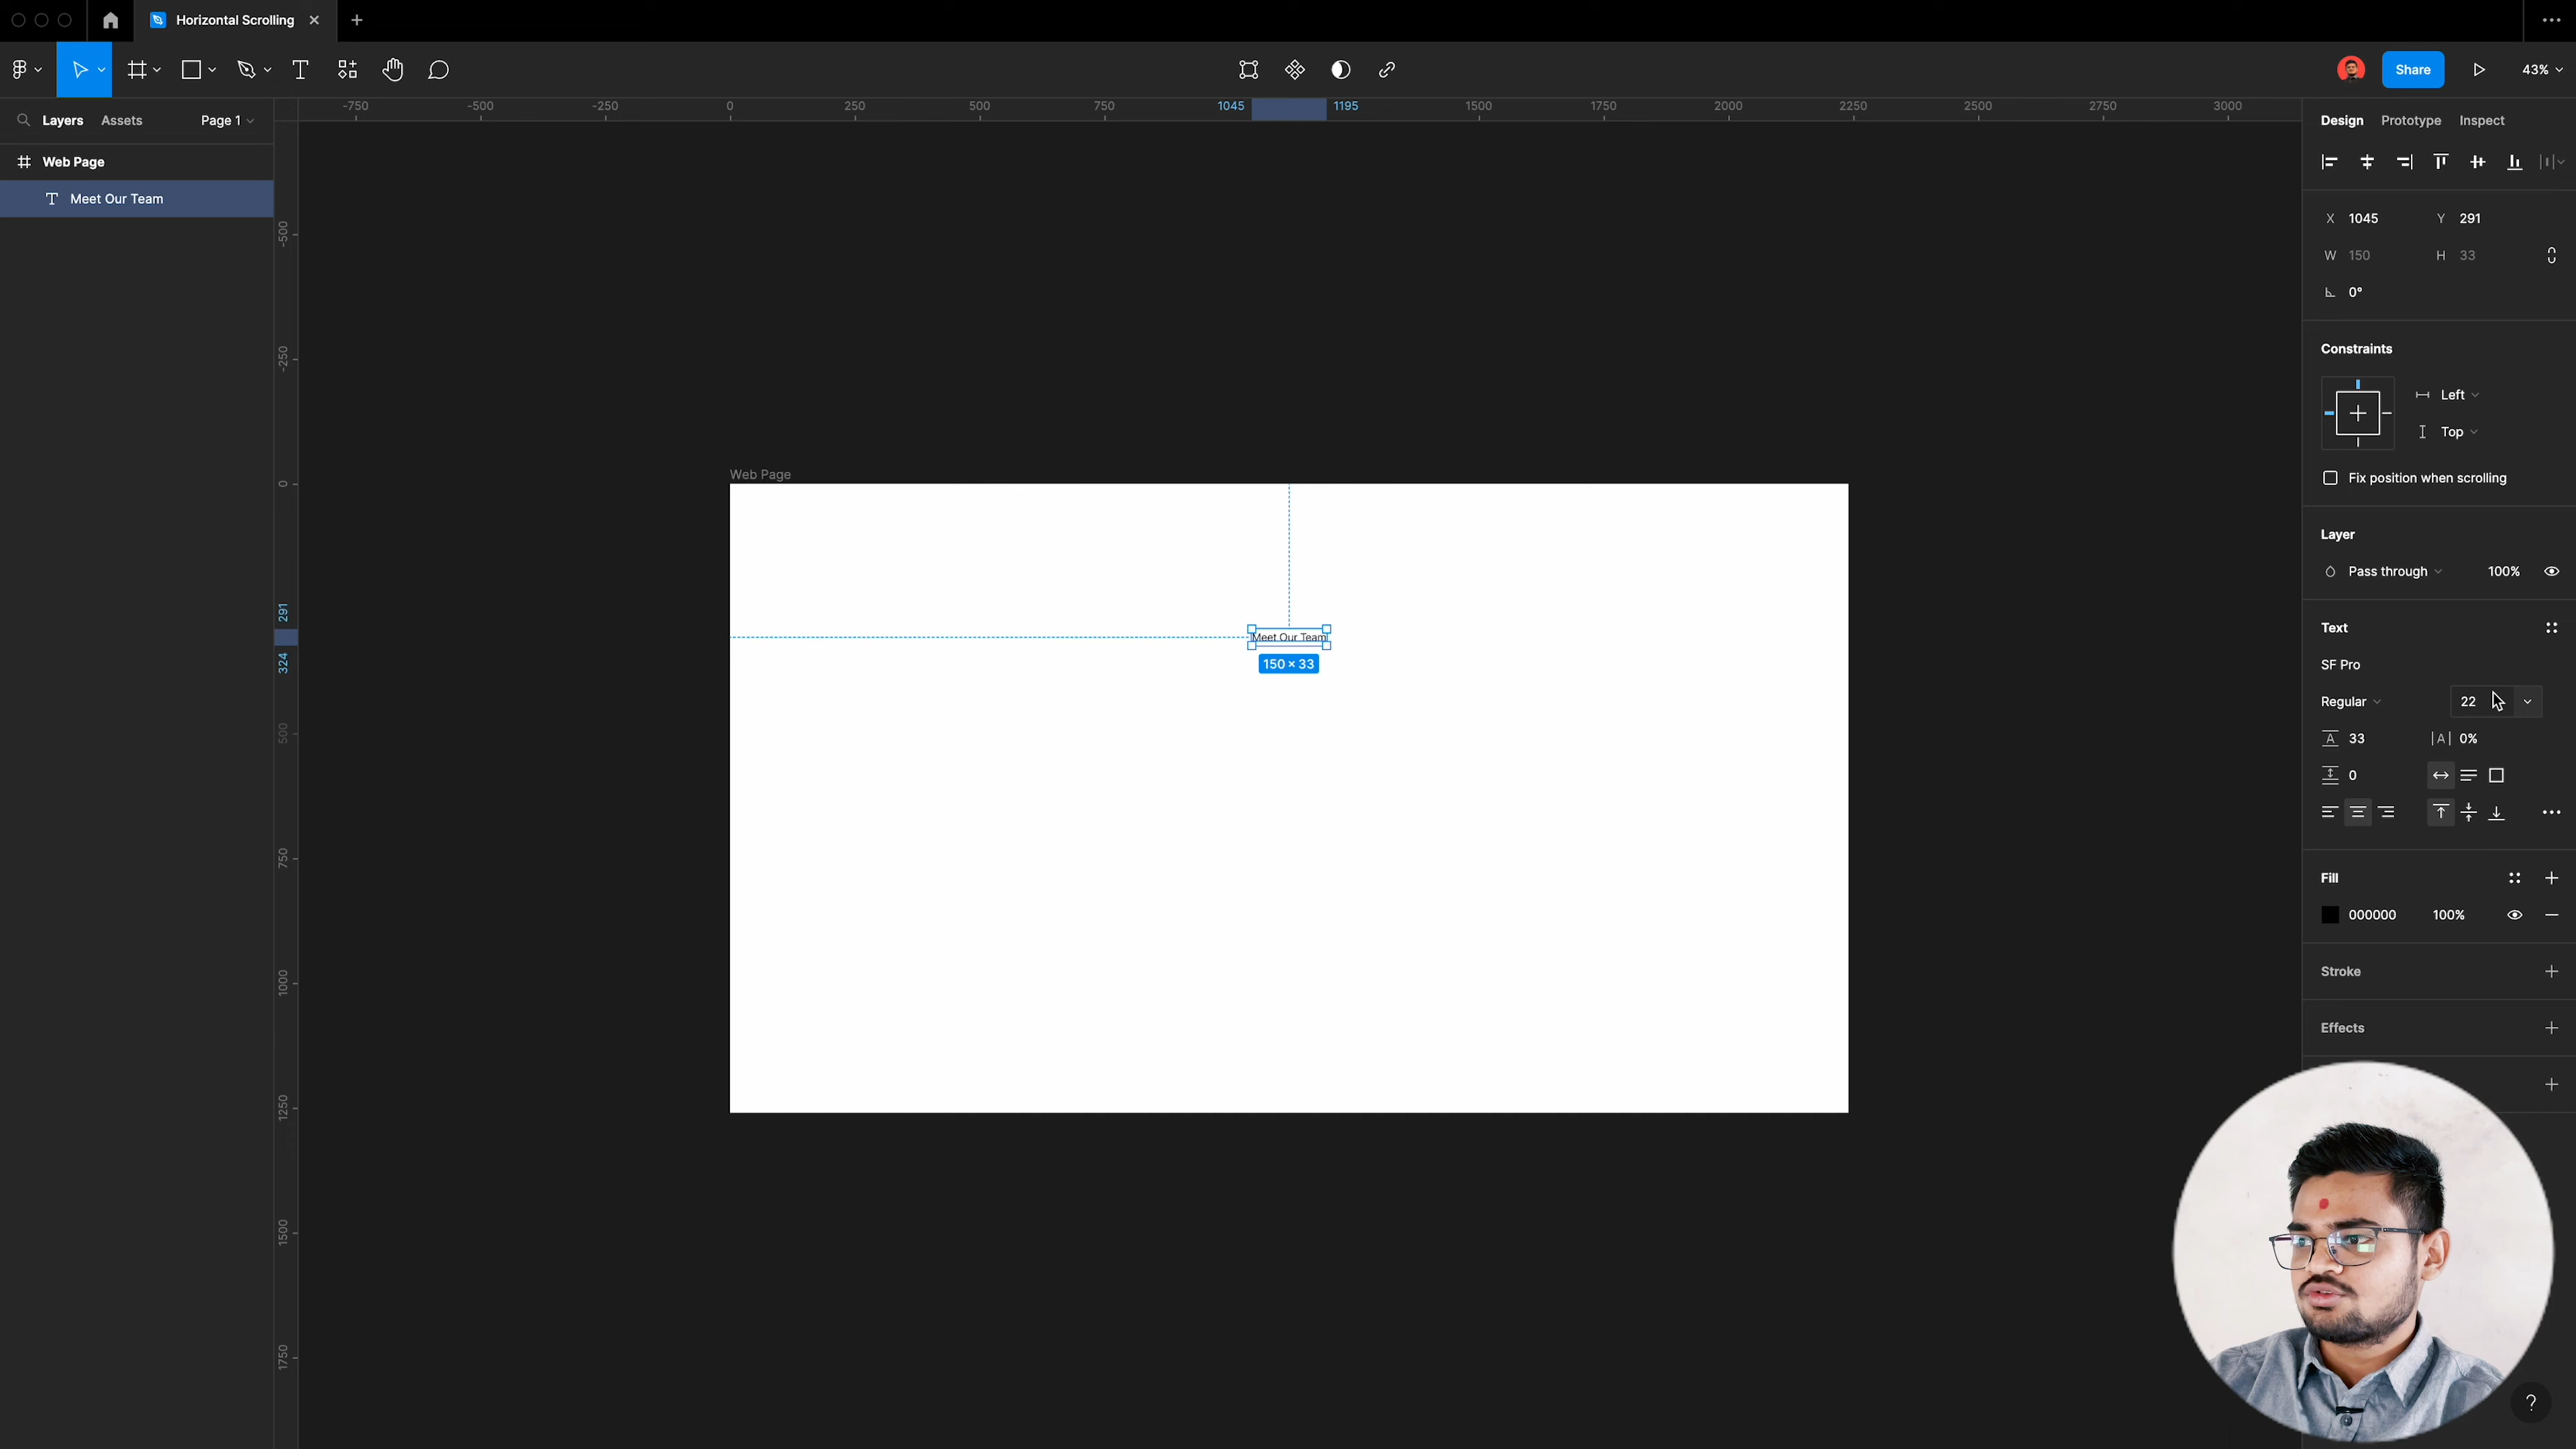 Horizontal Scrolling
Share
43%
Layers
Assets
Page 1
Web Page
Meet Our Team
-750
-500
-250
0
250
500
750
1045
1195
1500
1750
2000
2250
2500
2750
3000
-500
-250
0
291
324
500
750
1000
1250
1500
1750
Web Page
Meet Our Team
150 × 33
Design
Prototype
Inspect
X 1045
Y 291
W 150
H 33
0°
Constraints
Left
Top
Fix position when scrolling
Layer
Pass through
100%
Text
SF Pro
Regular
22
A 33
|A| 0%
0
Fill
000000
100%
Stroke
Effects
?